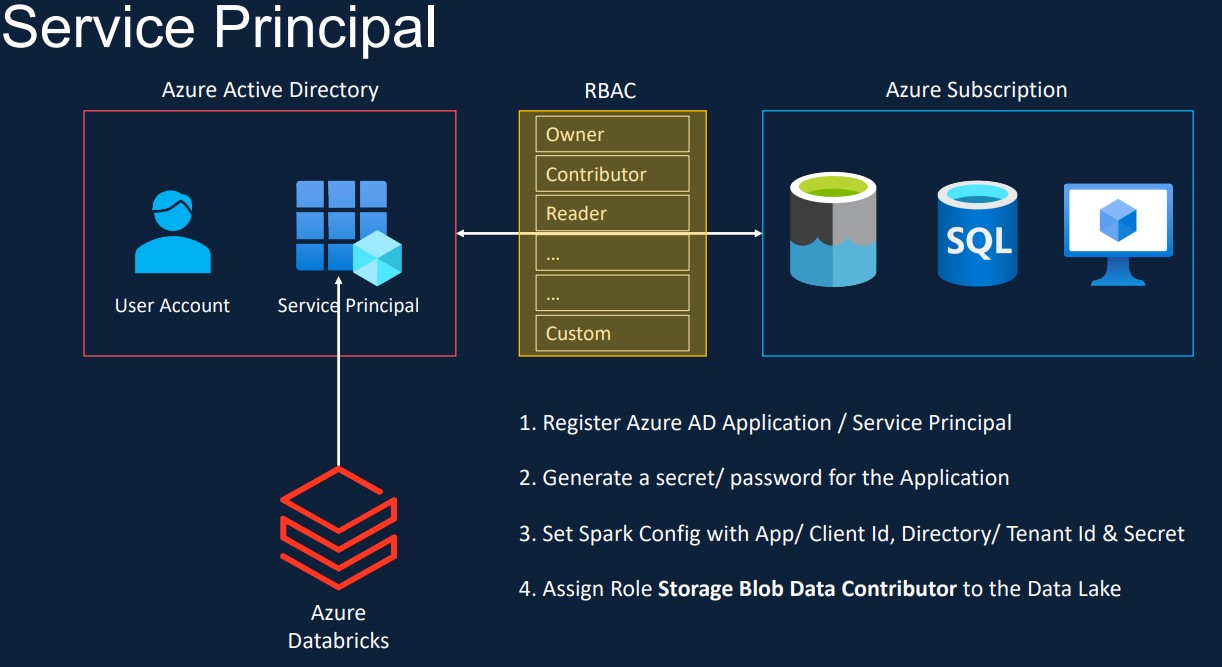 Service Principal
Azure Active Directory
RBAC
Azure Subscription
Owner
Contributor
Reader
...
...
Custom
SQL
User Account
Service Principal
1. Register Azure AD Application / Service Principal
2. Generate a secret/ password for the Application
3. Set Spark Config with App/ Client Id, Directory/ Tenant Id & Secret
4. Assign Role Storage Blob Data Contributor to the Data Lake
Azure
Databricks